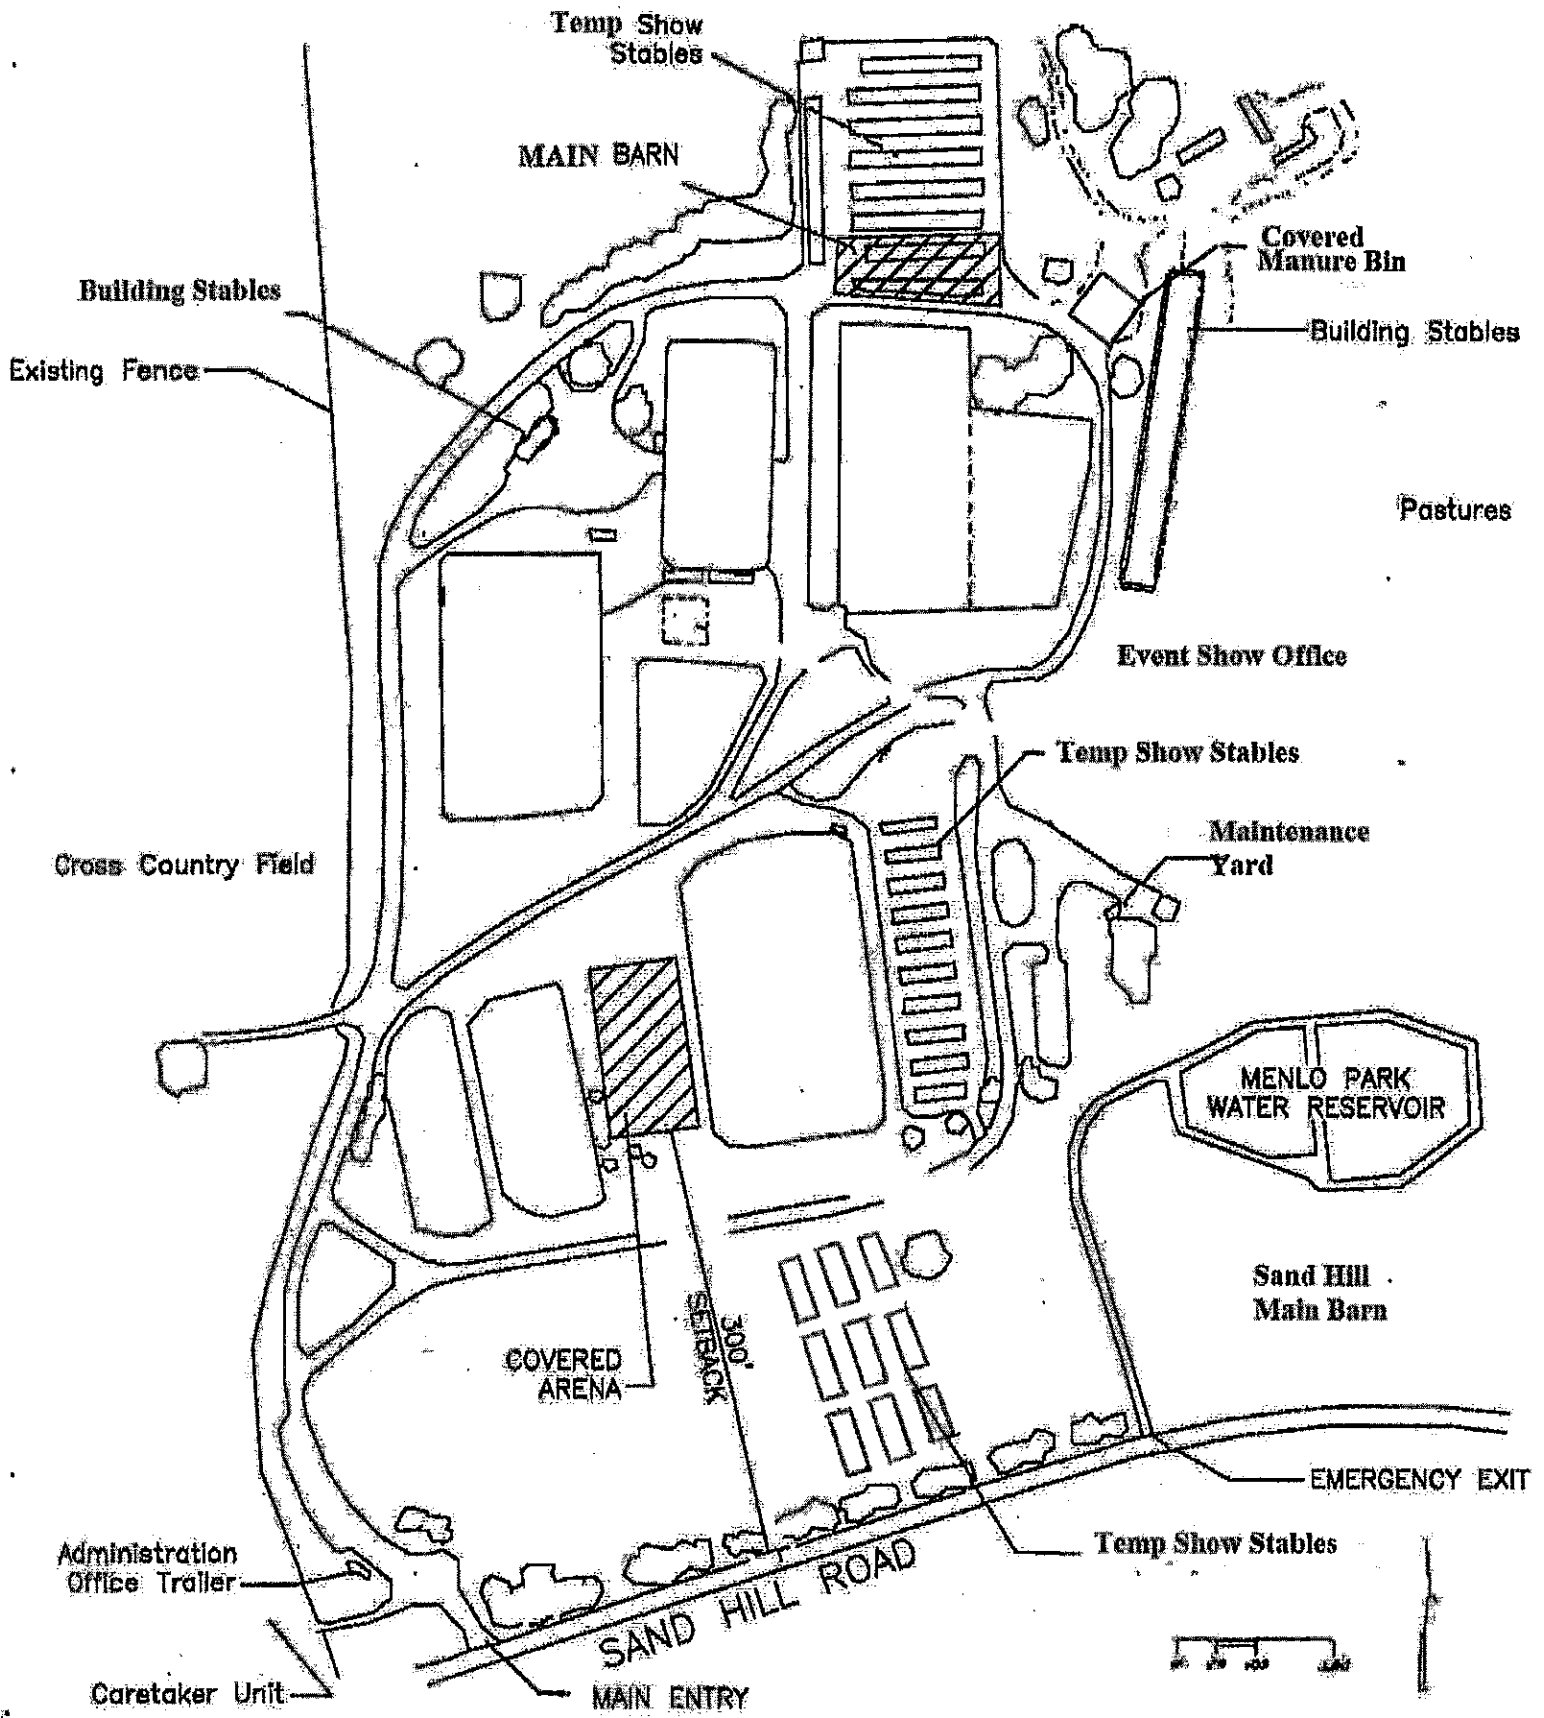 Temp Show
Stables
MAIN BARN
Covered
Manure Bin
Building Stables
Building Stables
Existing Fence
Pastures
Event Show Office
Temp Show Stables
Maintenance
Yard
Cross Country Field
MENLO PARK
WATER RESERVOIR
Sand Hill
Main Barn
300'
SETBACK
COVERED
ARENA
EMERGENCY EXIT
Temp Show Stables
Administration
Office Trailer
SAND HILL ROAD
Caretaker Unit
MAIN ENTRY